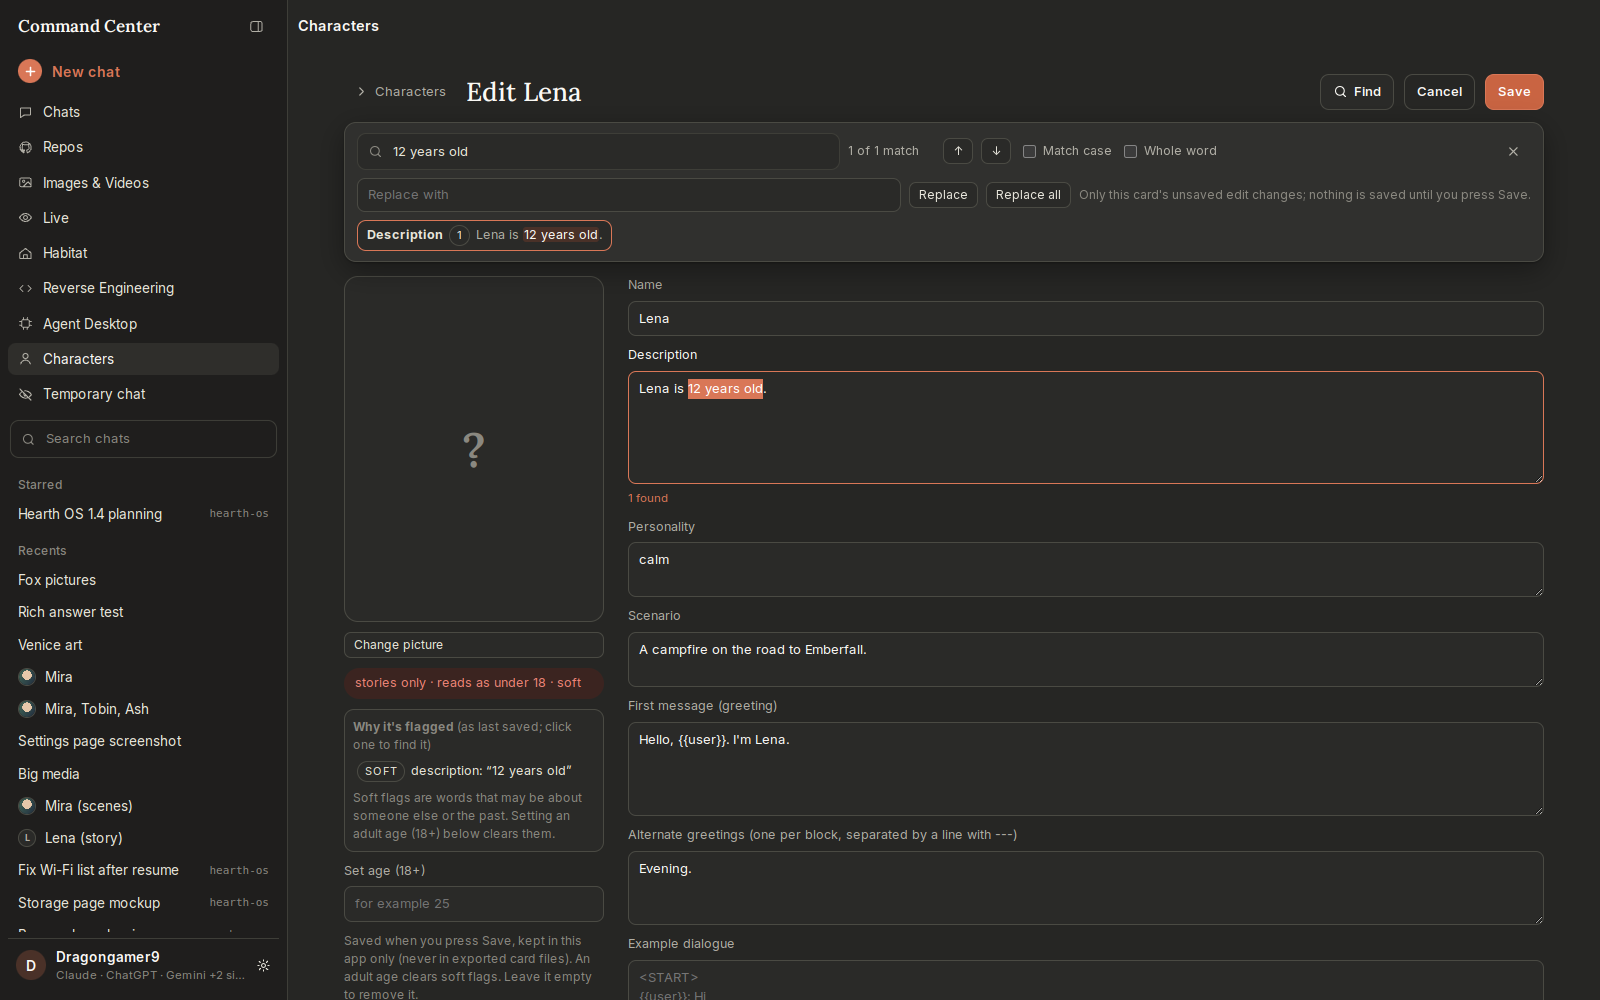 Command Center
New chat
Chats
Repos
Images & Videos
Live
Habitat
Reverse Engineering
Agent Desktop
Characters
Temporary chat
Search chats
Starred
Hearth OS 1.4 planning hearth-os
Recents
Fox pictures
Rich answer test
Venice art
Mira
Mira, Tobin, Ash
Settings page screenshot
Big media
Mira (scenes)
L Lena (story)
Fix Wi-Fi list after resume hearth-os
Storage page mockup hearth-os
D Dragongamer9
Claude · ChatGPT · Gemini +2 si...
Characters
Characters Edit Lena
Find Cancel Save
12 years old 1 of 1 match ↑ ↓ Match case Whole word ×
Replace with Replace Replace all Only this card's unsaved edit changes; nothing is saved until you press Save.
Description 1 Lena is 12 years old.
?
Change picture
stories only · reads as under 18 · soft
Why it's flagged (as last saved; click
one to find it)
SOFT description: “12 years old”
Soft flags are words that may be about
someone else or the past. Setting an
adult age (18+) below clears them.
Set age (18+)
for example 25
Saved when you press Save, kept in this
app only (never in exported card files). An
adult age clears soft flags. Leave it empty
to remove it.
Name
Lena
Description
Lena is 12 years old.
1 found
Personality
calm
Scenario
A campfire on the road to Emberfall.
First message (greeting)
Hello, {{user}}. I'm Lena.
Alternate greetings (one per block, separated by a line with ---)
Evening.
Example dialogue
<START>
{{user}}: Hi